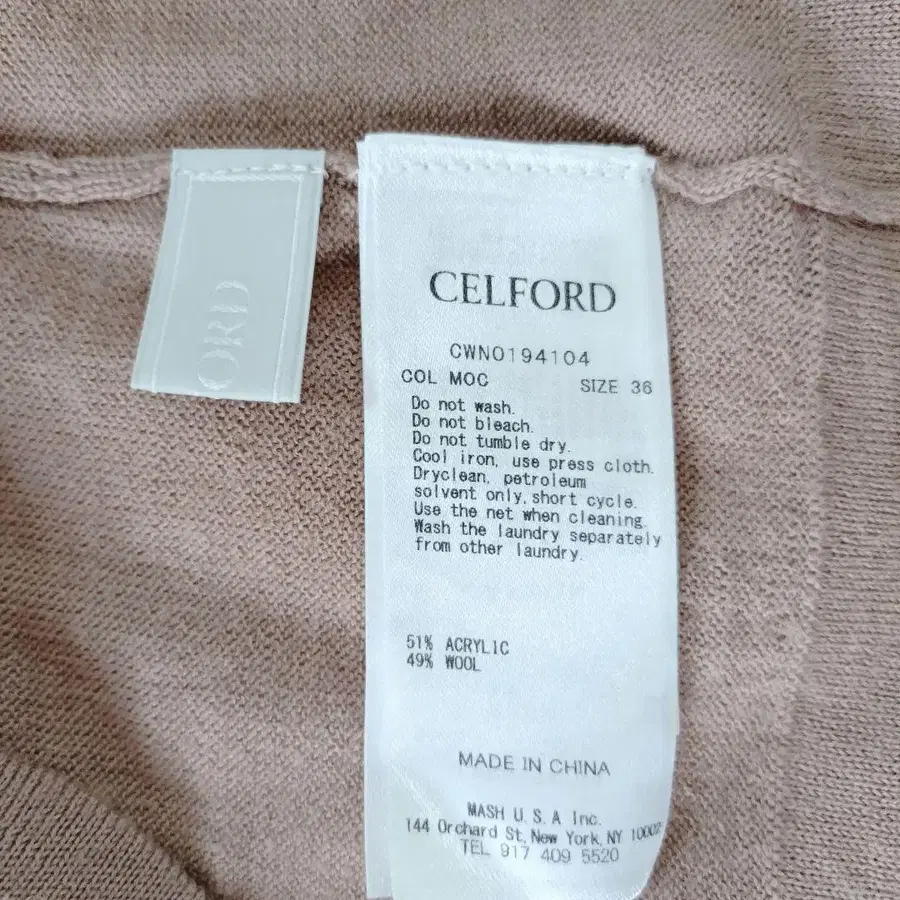 ORD
CELFORD
CWNO194104
COL MOC SIZE 36
Do not wash.
Do not bleach.
Do not tumble dry.
Cool iron, use press cloth.
Dryclean, petroleum
solvent only, short cycle.
Use the net when cleaning.
Wash the laundry separately
from other laundry.
51% ACRYLIC
49% WOOL
MADE IN CHINA
MASH U.S.A Inc.
144 Orchard St, New York, NY 10002
TEL 917 409 5520